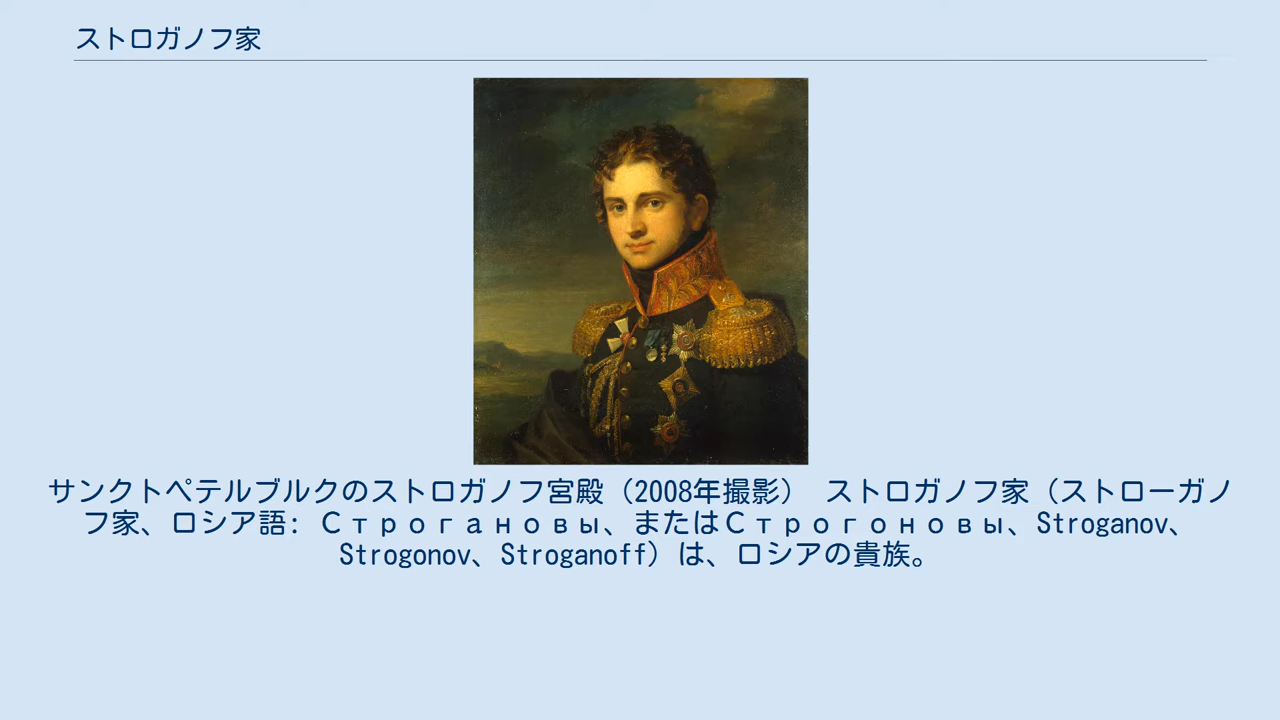 ストロガノフ家
サンクトペテルブルクのストロガノフ宮殿（2008年撮影） ストロガノフ家（ストローガノ
フ家、ロシア語: Строгановы、またはСтрогоновы、Stroganov、
Strogonov、Stroganoff）は、ロシアの貴族。